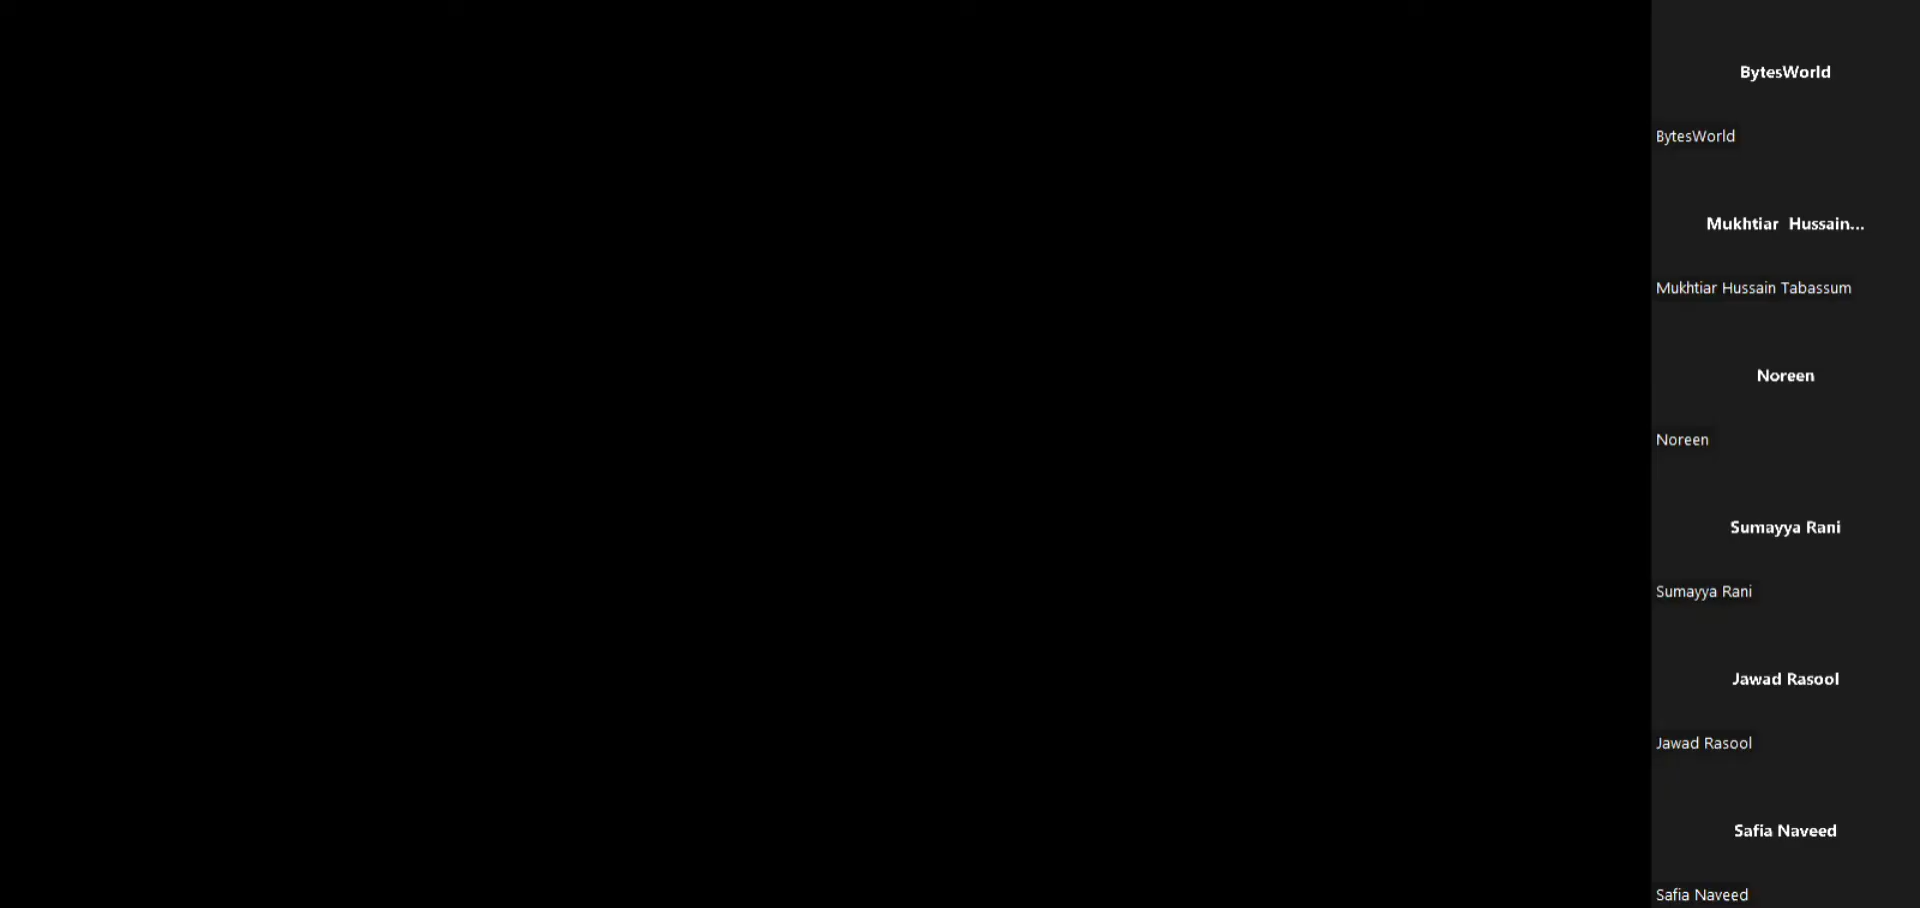 BytesWorld
BytesWorld
Mukhtiar Hussain...
Mukhtiar Hussain Tabassum
Noreen
Noreen
Sumayya Rani
Sumayya Rani
Jawad Rasool
Jawad Rasool
Safia Naveed
Safia Naveed